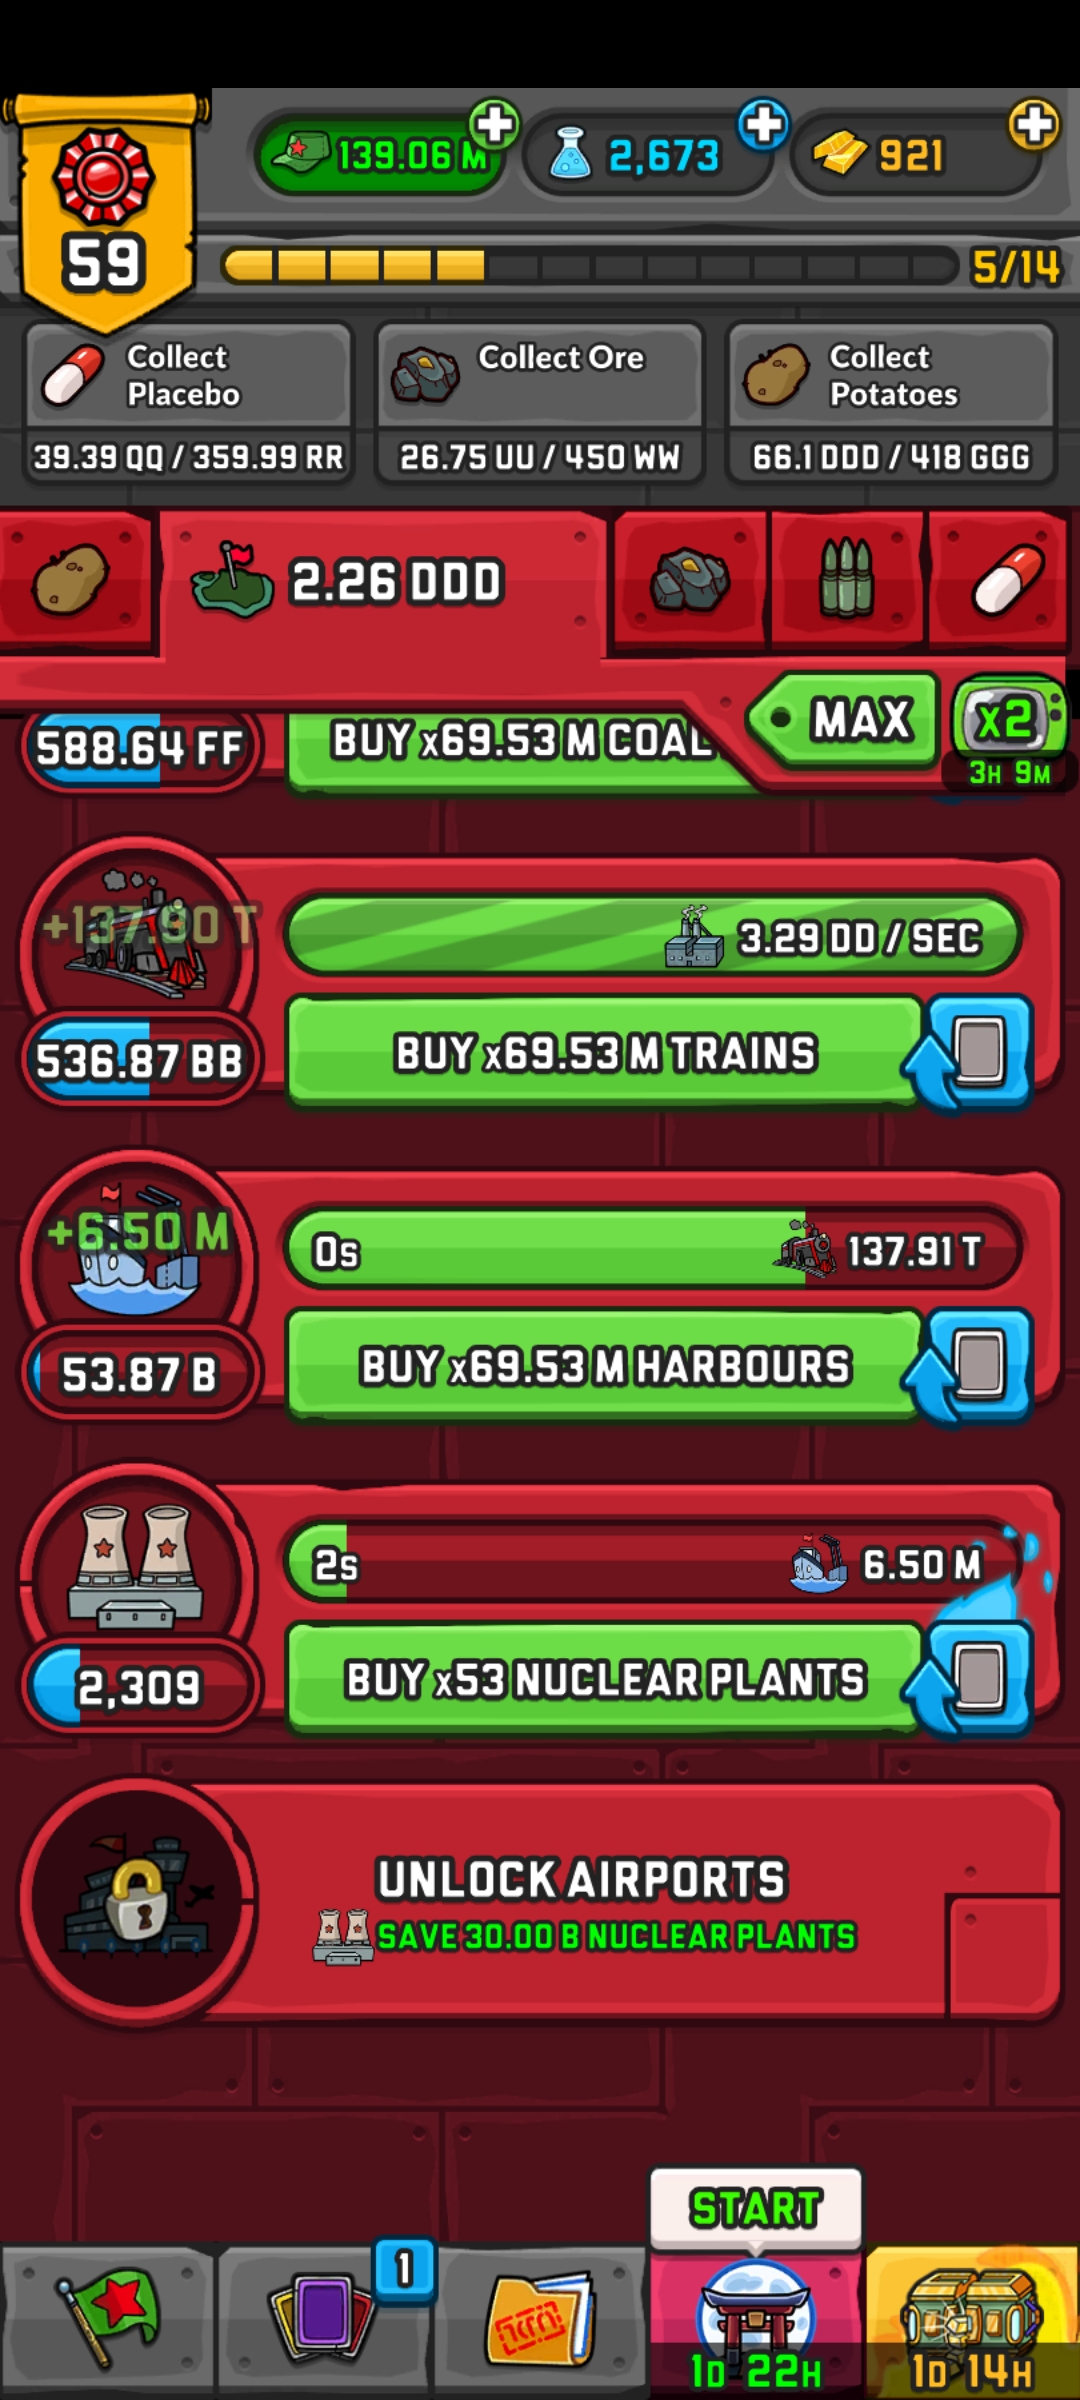 139.06 M
2,673
921
59
5/14
Collect
Placebo
39.39 QQ / 359.99 RR
Collect Ore
26.75 UU / 450 WW
Collect
Potatoes
66.1 DDD / 418 GGG
2.26 DDD
MAX
x2
3H 9M
588.64 FF
BUY x69.53 M COAL
+137.90 T
3.29 DD / SEC
536.87 BB
BUY x69.53 M TRAINS
+6.50 M
0s
137.91 T
53.87 B
BUY x69.53 M HARBOURS
2s
6.50 M
2,309
BUY x53 NUCLEAR PLANTS
UNLOCK AIRPORTS
SAVE 30.00 B NUCLEAR PLANTS
START
1
1D 22H
1D 14H